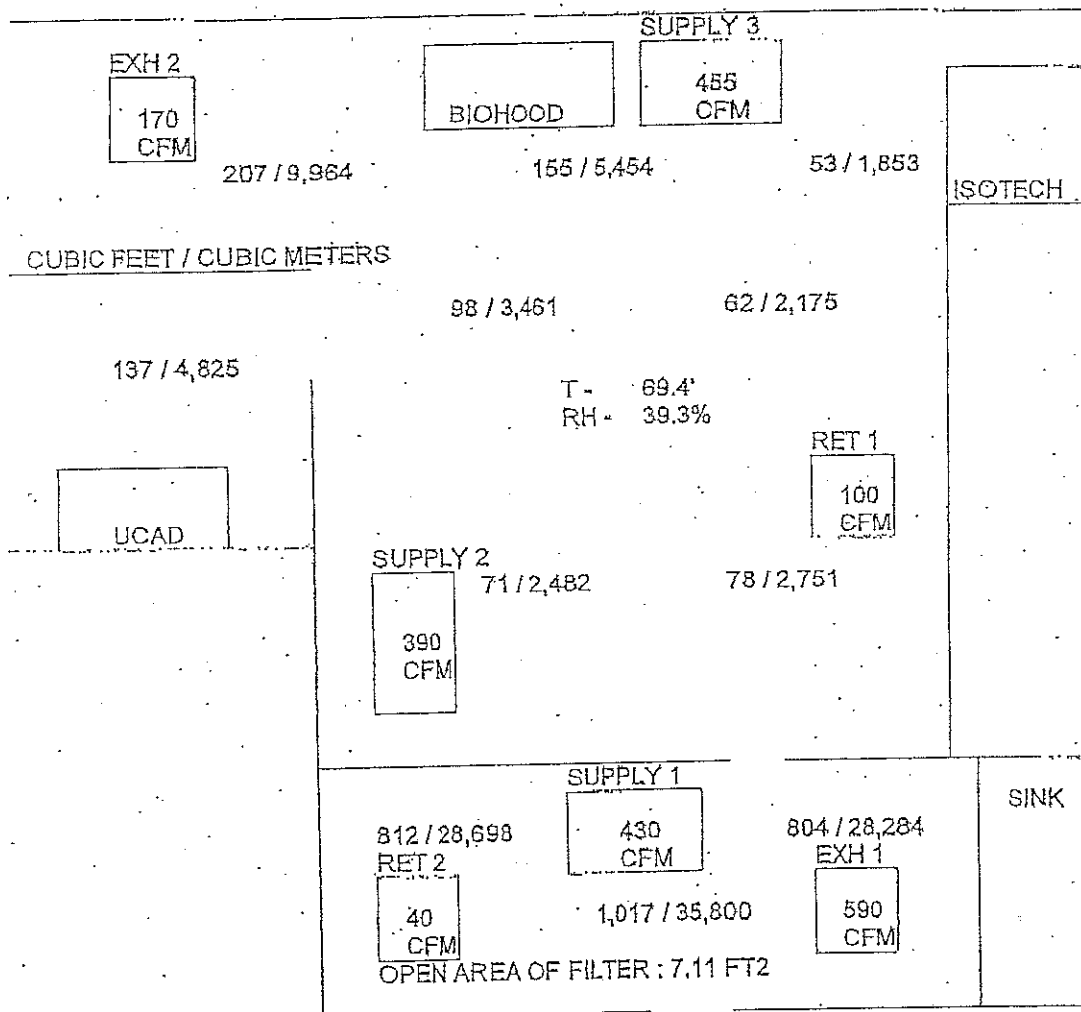 SUPPLY 3
EXH 2
455
CFM
170
CFM
BIOHOOD
207 / 9,964
155 / 5,454
53 / 1,853
ISOTECH
CUBIC FEET / CUBIC METERS
98 / 3,461
62 / 2,175
137 / 4,825
T - 69.4'
RH - 39.3%
RET 1
100
CFM
UCAD
SUPPLY 2
71 / 2,482
78 / 2,751
390
CFM
SUPPLY 1
SINK
812 / 28,698
430
CFM
804 / 28,284
RET 2
EXH 1
40
CFM
1,017 / 35,800
590
CFM
OPEN AREA OF FILTER : 7.11 FT2